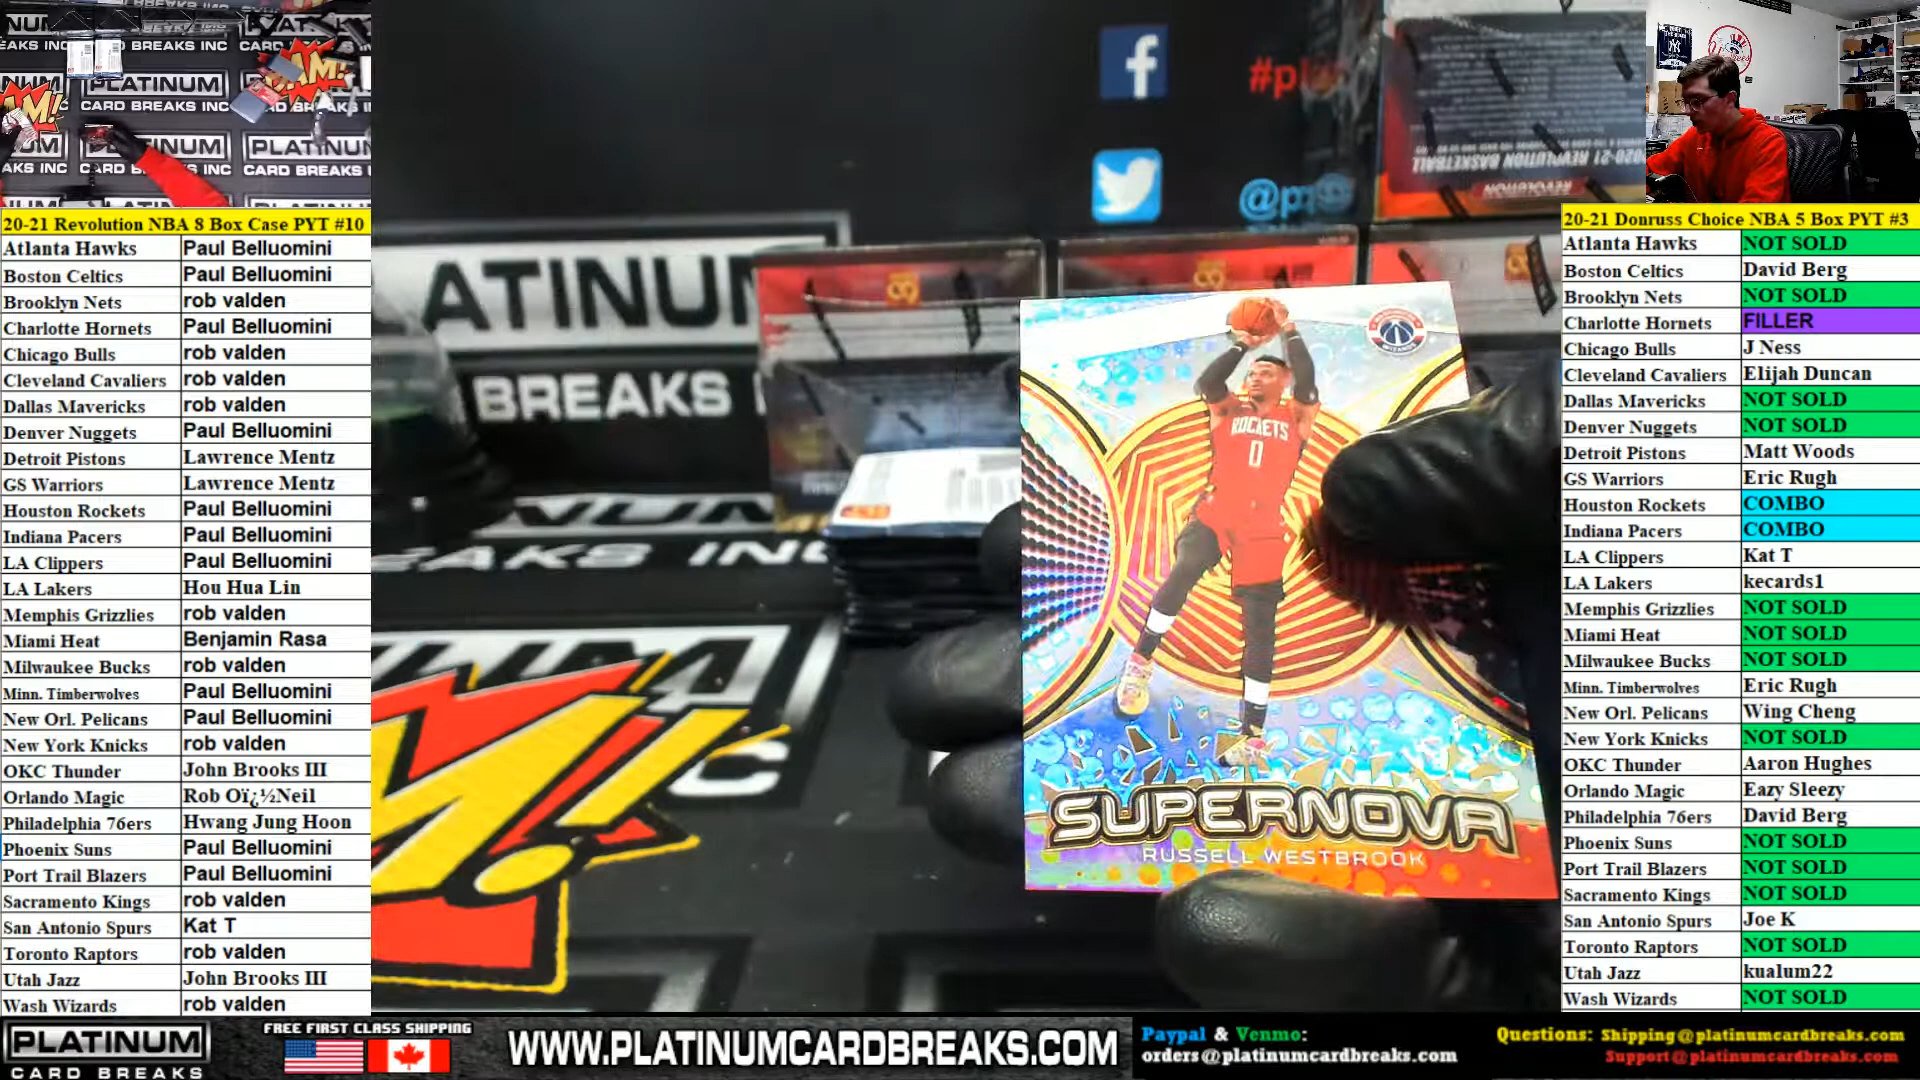 PLATINUM
CARD BREAKS INC
20-21 Revolution NBA 8 Box Case PYT #10
Atlanta Hawks Paul Belluomini
Boston Celtics Paul Belluomini
Brooklyn Nets rob valden
Charlotte Hornets Paul Belluomini
Chicago Bulls rob valden
Cleveland Cavaliers rob valden
Dallas Mavericks rob valden
Denver Nuggets Paul Belluomini
Detroit Pistons Lawrence Mentz
GS Warriors Lawrence Mentz
Houston Rockets Paul Belluomini
Indiana Pacers Paul Belluomini
LA Clippers Paul Belluomini
LA Lakers Hou Hua Lin
Memphis Grizzlies rob valden
Miami Heat Benjamin Rasa
Milwaukee Bucks rob valden
Minn. Timberwolves Paul Belluomini
New Orl. Pelicans Paul Belluomini
New York Knicks rob valden
OKC Thunder John Brooks III
Orlando Magic Rob Oï¿½Neil
Philadelphia 76ers Hwang Jung Hoon
Phoenix Suns Paul Belluomini
Port Trail Blazers Paul Belluomini
Sacramento Kings rob valden
San Antonio Spurs Kat T
Toronto Raptors rob valden
Utah Jazz John Brooks III
Wash Wizards rob valden
f
#pl
@p
2020-21 REVOLUTION BASKETBALL
REVOLUTION
ATINUM
BREAKS
WIZARDS
ROCKETS
0
SUPERNOVA
RUSSELL WESTBROOK
20-21 Donruss Choice NBA 5 Box PYT #3
Atlanta Hawks NOT SOLD
Boston Celtics David Berg
Brooklyn Nets NOT SOLD
Charlotte Hornets FILLER
Chicago Bulls J Ness
Cleveland Cavaliers Elijah Duncan
Dallas Mavericks NOT SOLD
Denver Nuggets NOT SOLD
Detroit Pistons Matt Woods
GS Warriors Eric Rugh
Houston Rockets COMBO
Indiana Pacers COMBO
LA Clippers Kat T
LA Lakers kecards1
Memphis Grizzlies NOT SOLD
Miami Heat NOT SOLD
Milwaukee Bucks NOT SOLD
Minn. Timberwolves Eric Rugh
New Orl. Pelicans Wing Cheng
New York Knicks NOT SOLD
OKC Thunder Aaron Hughes
Orlando Magic Eazy Sleezy
Philadelphia 76ers David Berg
Phoenix Suns NOT SOLD
Port Trail Blazers NOT SOLD
Sacramento Kings NOT SOLD
San Antonio Spurs Joe K
Toronto Raptors NOT SOLD
Utah Jazz kualum22
Wash Wizards NOT SOLD
PLATINUM
CARD BREAKS
FREE FIRST CLASS SHIPPING
WWW.PLATINUMCARDBREAKS.COM
Paypal & Venmo:
orders@platinumcardbreaks.com
Questions: Shipping@platinumcardbreaks.com
Support@platinumcardbreaks.com